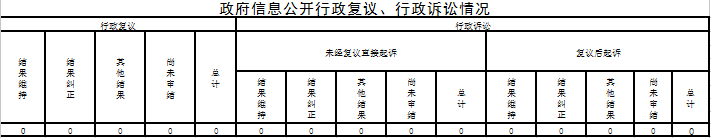 政府信息公开行政复议、行政诉讼情况
行政复议 行政诉讼
未经复议直接起诉 复议后起诉
结果维持 结果纠正 其他结果 尚未审结 总计 结果维持 结果纠正 其他结果 尚未审结 总计 结果维持 结果纠正 其他结果 尚未审结 总计
0 0 0 0 0 0 0 0 0 0 0 0 0 0 0